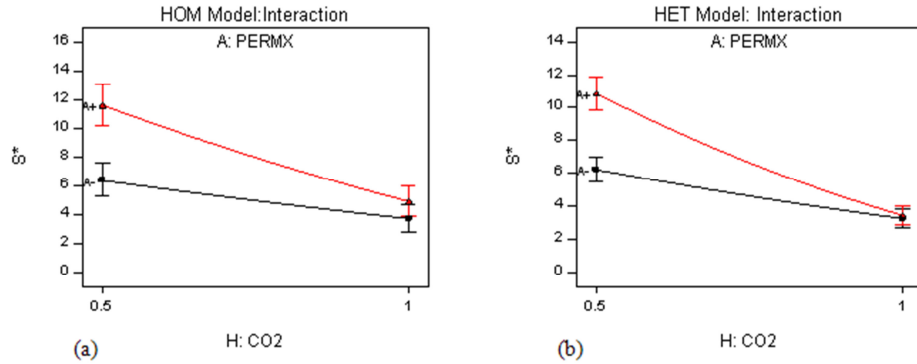 HOM Model:Interaction
A: PERMX
16
14
12
10
8
6
4
2
0
S*
A+
A-
0.5
1
H: CO2
(a)
HET Model: Interaction
A: PERMX
14
12
10
8
6
4
2
0
S*
A+
A-
0.5
1
H: CO2
(b)